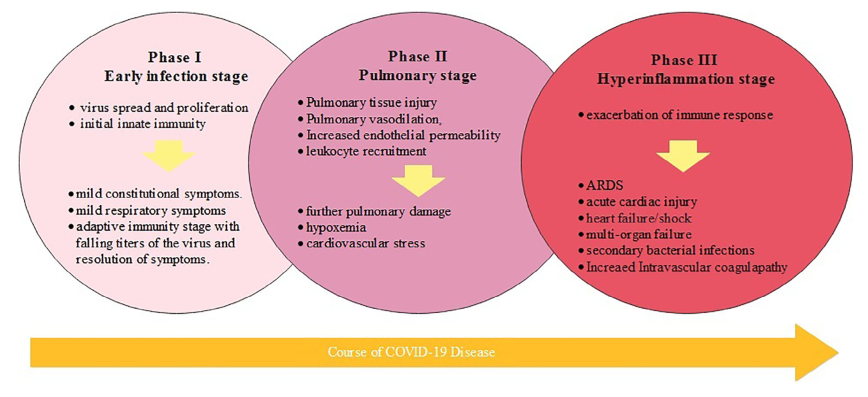 Phase I
Early infection stage
• virus spread and proliferation
• initial innate immunity
• mild constitutional symptoms.
• mild respiratory symptoms
• adaptive immunity stage with
falling titers of the virus and
resolution of symptoms.
Phase II
Pulmonary stage
• Pulmonary tissue injury
• Pulmonary vasodilation,
• Increased endothelial permeability
• leukocyte recruitment
• further pulmonary damage
• hypoxemia
• cardiovascular stress
Phase III
Hyperinflammation stage
• exacerbation of immune response
• ARDS
• acute cardiac injury
• heart failure/shock
• multi-organ failure
• secondary bacterial infections
• Increaed Intravascular coagulapathy
Course of COVID-19 Disease